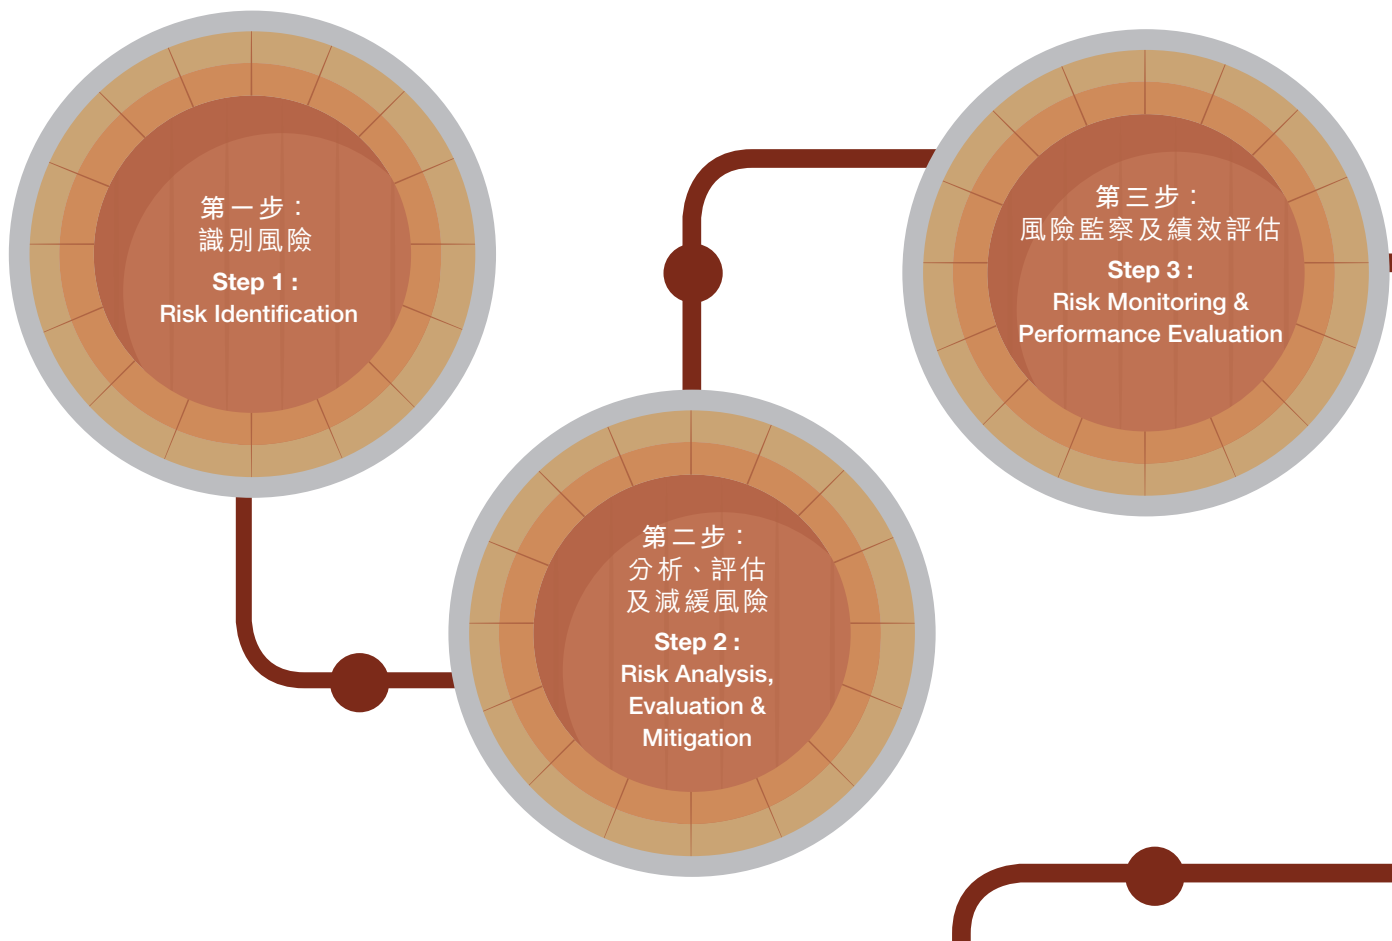 第一步：
識別風險
Step 1 :
Risk Identification
第二步：
分析、評估
及減緩風險
Step 2 :
Risk Analysis,
Evaluation &
Mitigation
第三步：
風險監察及績效評估
Step 3 :
Risk Monitoring &
Performance Evaluation